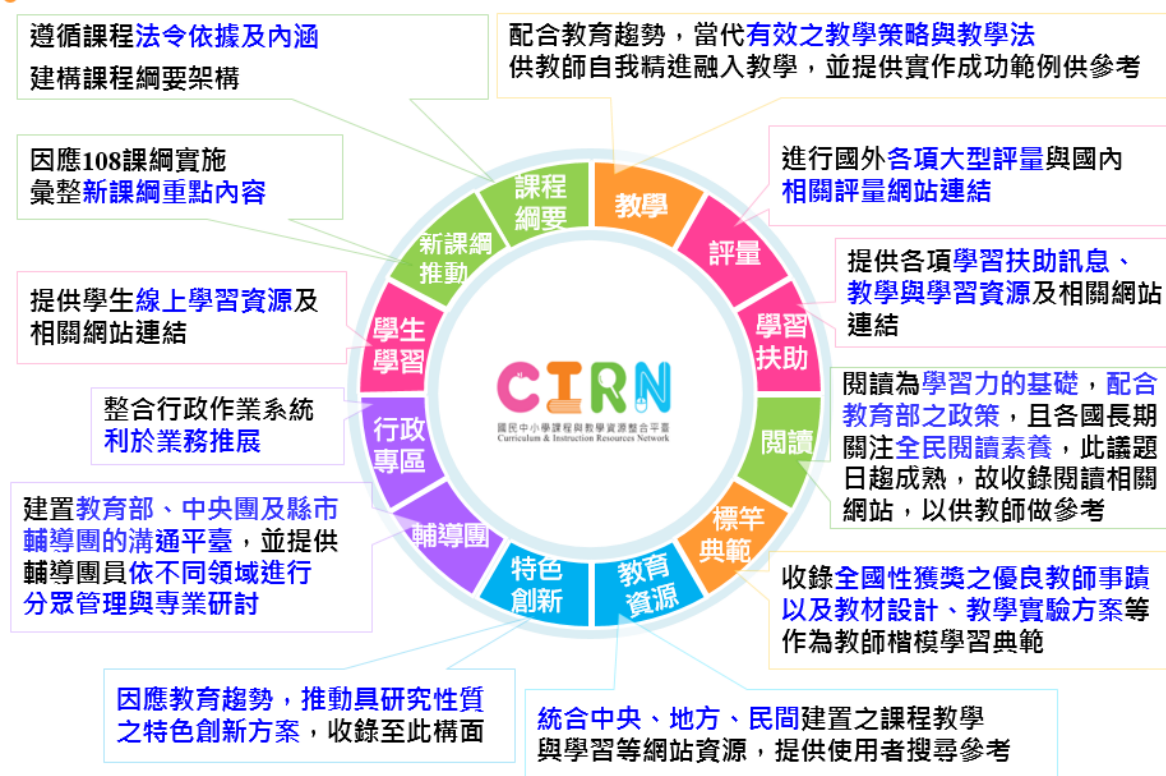 遵循課程法令依據及內涵
建構課程綱要架構
配合教育趨勢，當代有效之教學策略與教學法
供教師自我精進融入教學，並提供實作成功範例供參考
因應108課綱實施
彙整新課綱重點內容
進行國外各項大型評量與國內
相關評量網站連結
提供學生線上學習資源及
相關網站連結
提供各項學習扶助訊息、
教學與學習資源及相關網站
連結
整合行政作業系統
利於業務推展
閱讀為學習力的基礎，配合
教育部之政策，且各國長期
關注全民閱讀素養，此議題
日趨成熟，故收錄閱讀相關
網站，以供教師做參考
建置教育部、中央團及縣市
輔導團的溝通平臺，並提供
輔導團員依不同領域進行
分眾管理與專業研討
收錄全國性獲獎之優良教師事蹟
以及教材設計、教學實驗方案等
作為教師楷模學習典範
因應教育趨勢，推動具研究性質
之特色創新方案，收錄至此構面
統合中央、地方、民間建置之課程教學
與學習等網站資源，提供使用者搜尋參考
課程
綱要
教學
評量
學習
扶助
閱讀
標竿
典範
教育
資源
特色
創新
輔導團
行政
專區
學生
學習
新課綱
推動
CIRN
國民中小學課程與教學資源整合平臺
Curriculum & Instruction Resources Network